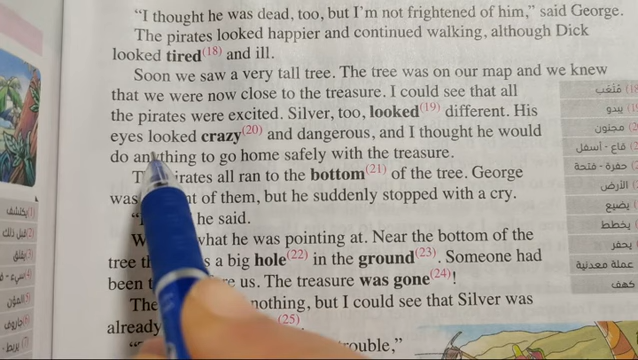 "I thought he was dead, too, but I'm not frightened of him," said George.
The pirates looked happier and continued walking, although Dick
looked tired(18) and ill.
Soon we saw a very tall tree. The tree was on our map and we knew
that we were now close to the treasure. I could see that all
the pirates were excited. Silver, too, looked(19) different. His
eyes looked crazy(20) and dangerous, and I thought he would
do anything to go home safely with the treasure.
irates all ran to the bottom(21) of the tree. George
was of them, but he suddenly stopped with a cry.
he said.
what he was pointing at. Near the bottom of the
tree a big hole(22) in the ground(23). Someone had
been us. The treasure was gone(24)!
The nothing, but I could see that Silver was
already (25)
rouble,"
مُتعَب
يبدو
مجنون
قاع - أسفل
حفرة - فتحة
الأرض
يضيع
يخطط
يحفر
عملة معدنية
كهف